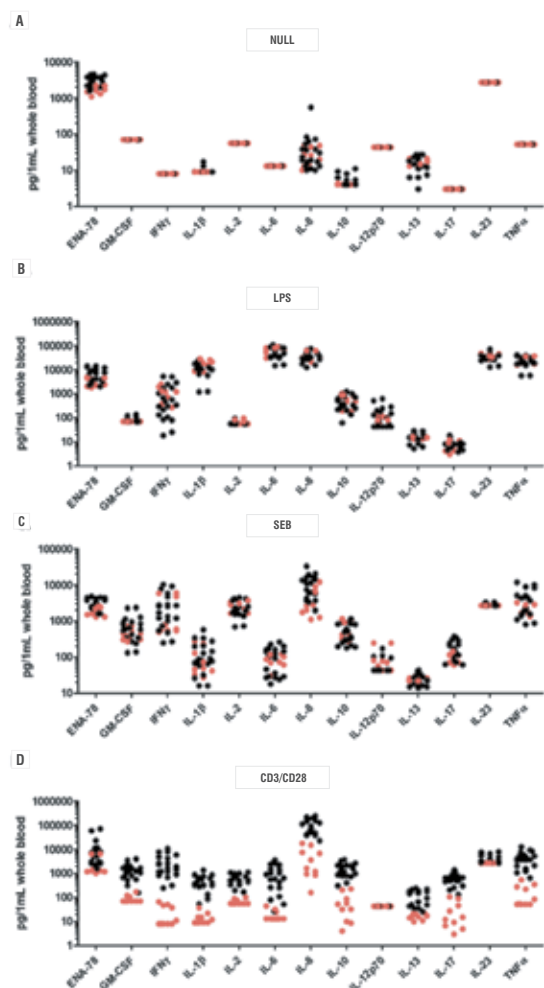 A
NULL
pg/1mL whole blood
10000
1000
100
10
1
ENA-78 GM-CSF IFNγ IL-1β IL-2 IL-6 IL-8 IL-10 IL-12p70 IL-13 IL-17 IL-23 TNFα
B
LPS
pg/1mL whole blood
1000000
100000
10000
1000
100
10
1
ENA-78 GM-CSF IFNγ IL-1β IL-2 IL-6 IL-8 IL-10 IL-12p70 IL-13 IL-17 IL-23 TNFα
C
SEB
pg/1mL whole blood
100000
10000
1000
100
10
ENA-78 GM-CSF IFNγ IL-1β IL-2 IL-6 IL-8 IL-10 IL-12p70 IL-13 IL-17 IL-23 TNFα
D
CD3/CD28
pg/1mL whole blood
1000000
100000
10000
1000
100
10
1
ENA-78 GM-CSF IFNγ IL-1β IL-2 IL-6 IL-8 IL-10 IL-12p70 IL-13 IL-17 IL-23 TNFα